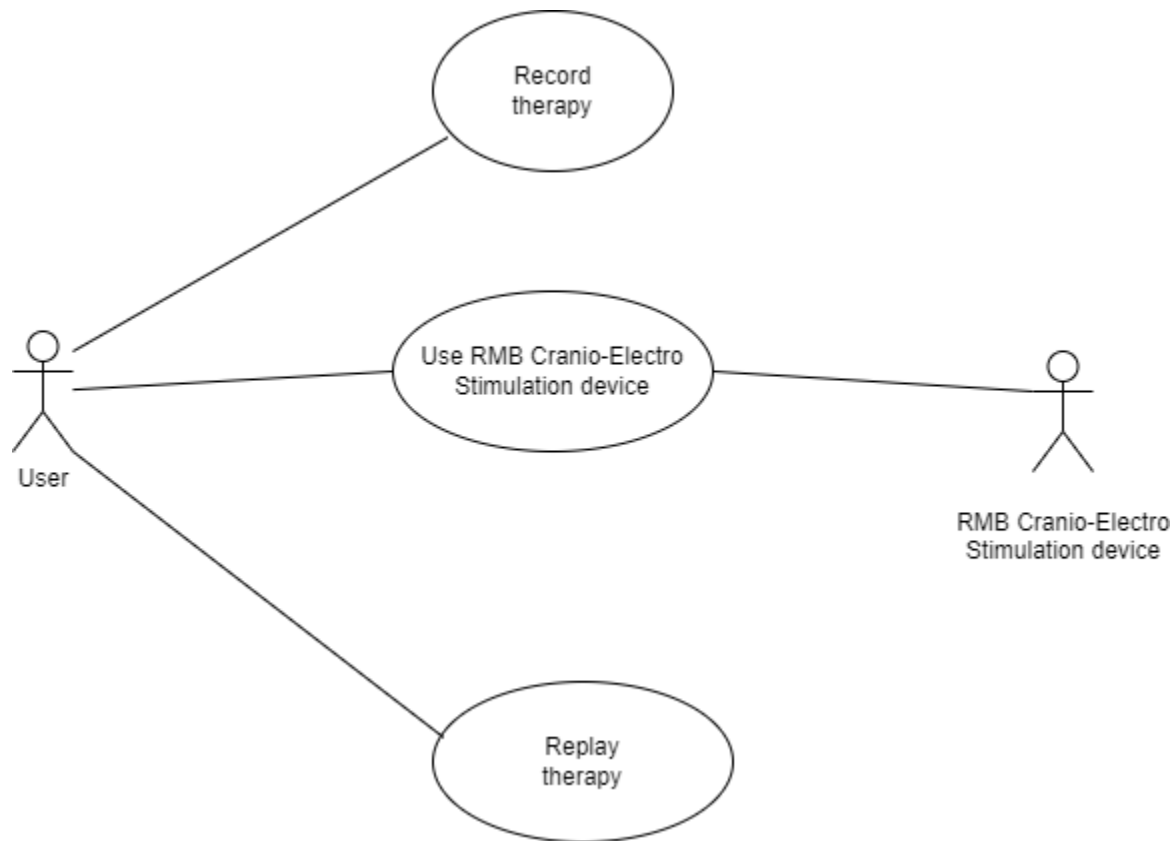 Record
therapy
Use RMB Cranio-Electro
Stimulation device
User
RMB Cranio-Electro
Stimulation device
Replay
therapy